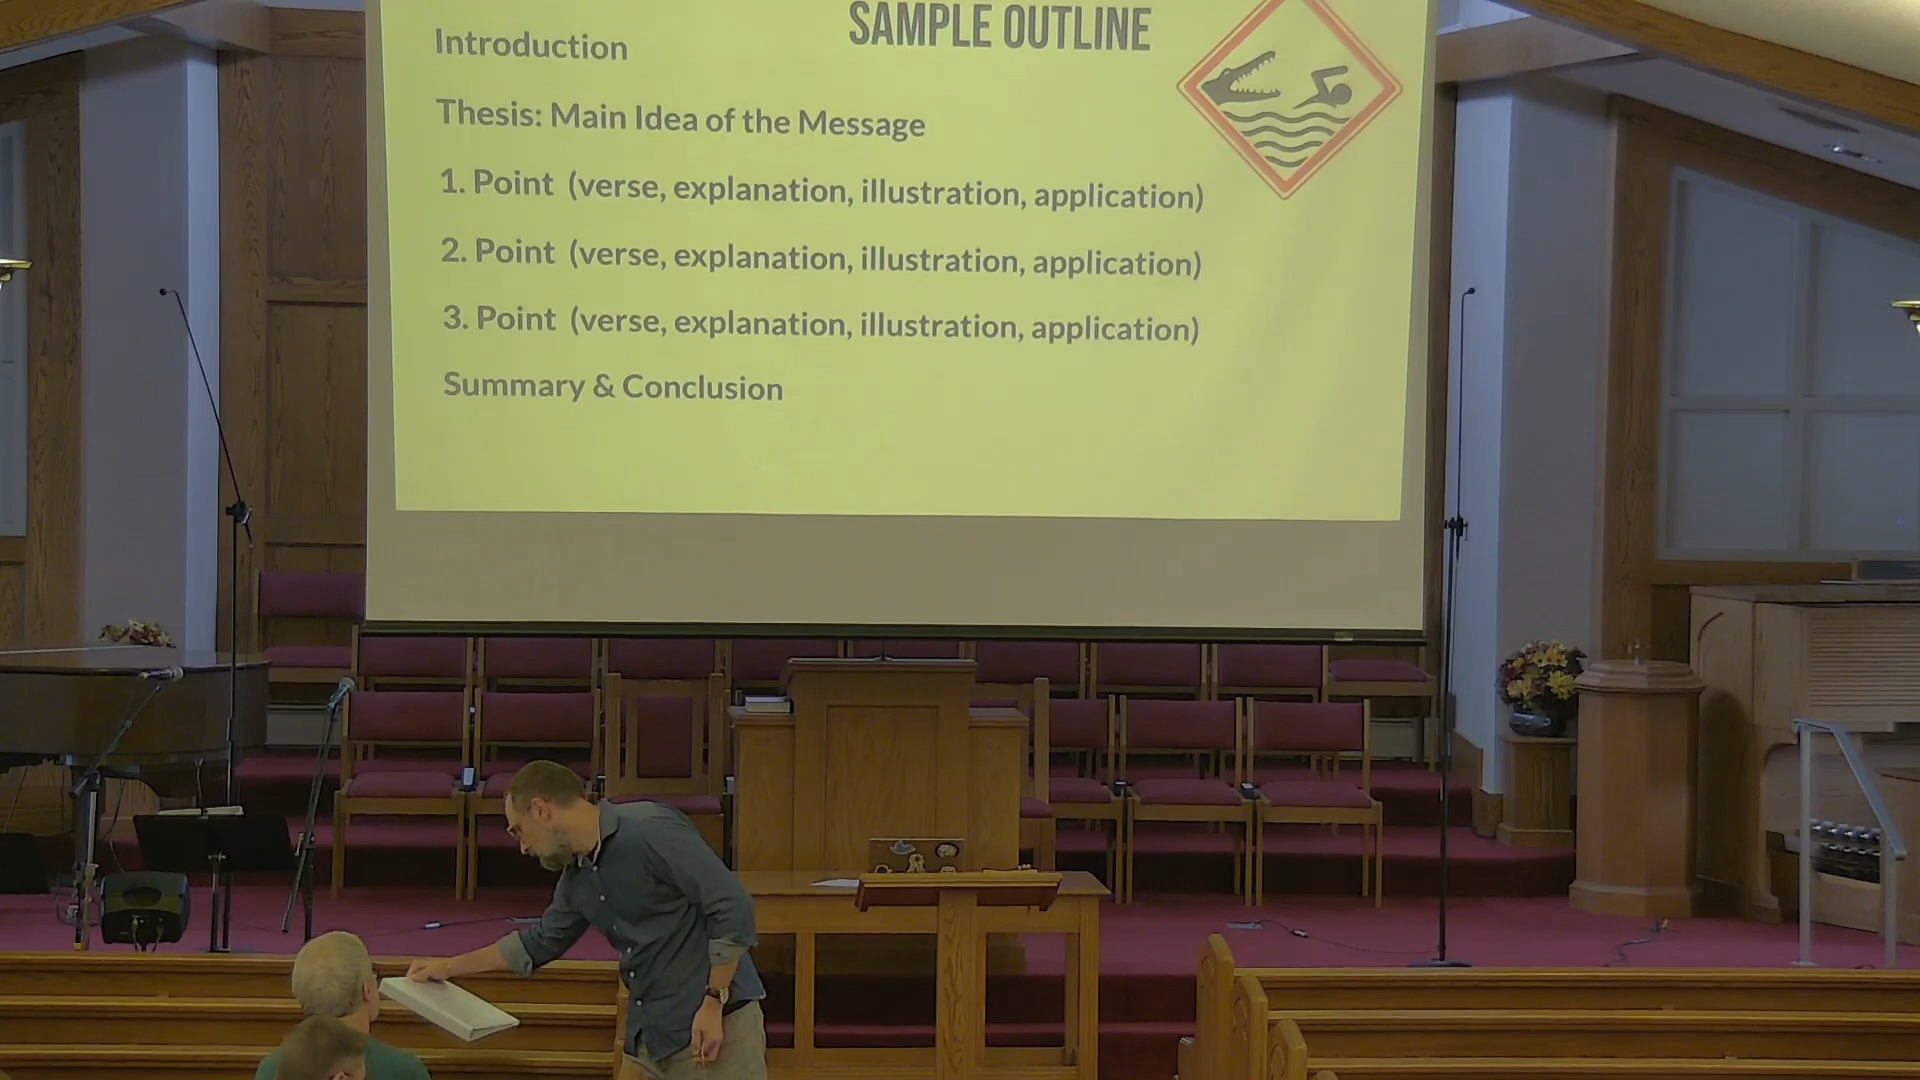 SAMPLE OUTLINE
Introduction
Thesis: Main Idea of the Message
1. Point (verse, explanation, illustration, application)
2. Point (verse, explanation, illustration, application)
3. Point (verse, explanation, illustration, application)
Summary & Conclusion